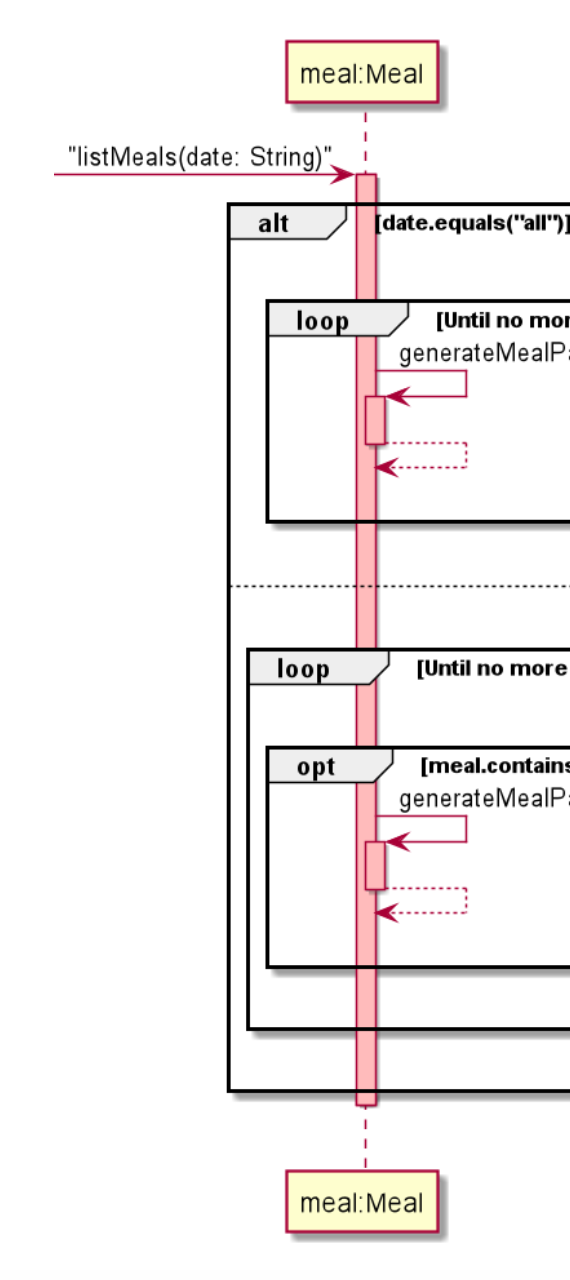 meal:Meal
"listMeals(date: String)"
alt [date.equals("all")]
loop [Until no mor
generateMealPa
loop [Until no more
opt [meal.contains
generateMealPa
meal:Meal